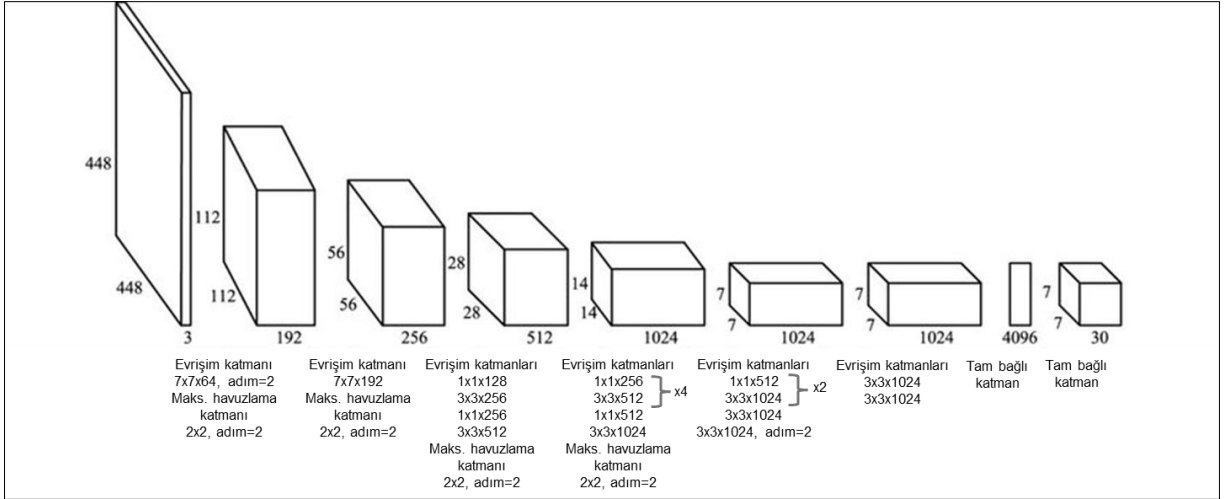 448
448
3
112
112
192
56
56
256
28
28
512
14
14
1024
7
7
1024
7
7
1024
4096
7
7
30
Evrişim katmanı
7x7x64, adım=2
Maks. havuzlama
katmanı
2x2, adım=2
Evrişim katmanı
7x7x192
Maks. havuzlama
katmanı
2x2, adım=2
Evrişim katmanları
1x1x128
3x3x256
1x1x256
3x3x512
Maks. havuzlama
katmanı
2x2, adım=2
Evrişim katmanları
1x1x256
3x3x512
x4
1x1x512
3x3x1024
Maks. havuzlama
katmanı
2x2, adım=2
Evrişim katmanları
1x1x512
3x3x1024
x2
3x3x1024
3x3x1024, adım=2
Evrişim katmanları
3x3x1024
3x3x1024
Tam bağlı
katman
Tam bağlı
katman